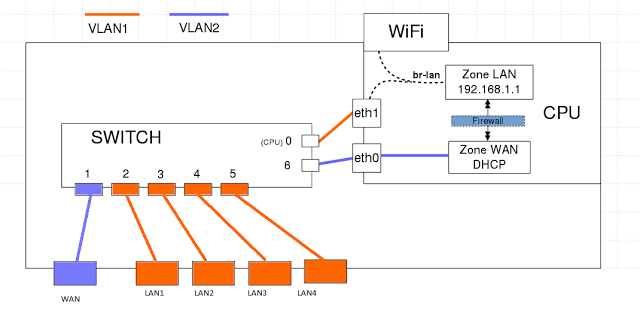 VLAN1
VLAN2
WiFi
br-lan
Zone LAN
192.168.1.1
CPU
eth1
Firewall
SWITCH
(CPU) 0
6
eth0
Zone WAN
DHCP
1 2 3 4 5
WAN
LAN1
LAN2
LAN3
LAN4